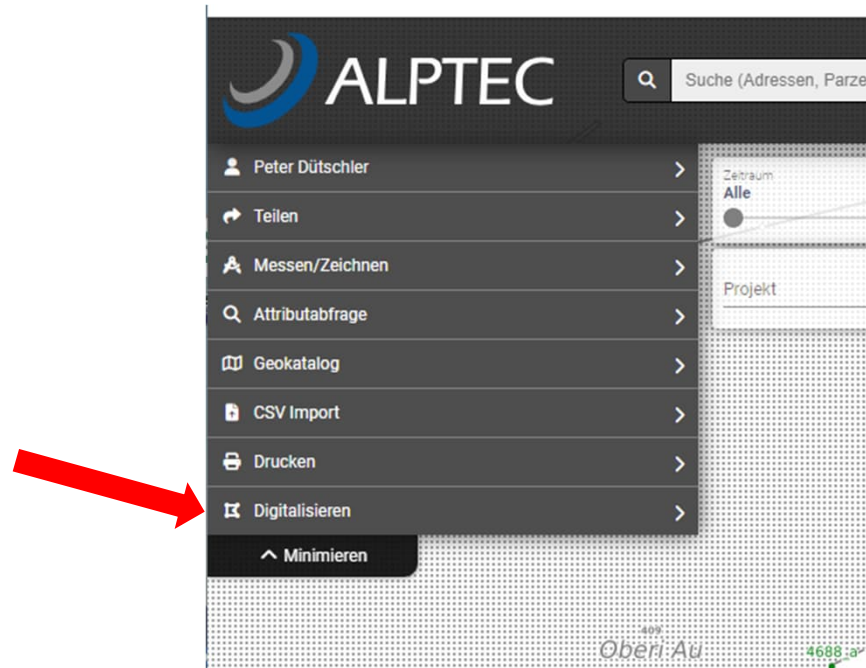 ALPTEC
Suche (Adressen, Parze
Peter Dütschler
Teilen
Messen/Zeichnen
Attributabfrage
Geokatalog
CSV Import
Drucken
Digitalisieren
Minimieren
Zeitraum
Alle
Projekt
409
Oberi Au
4688_a